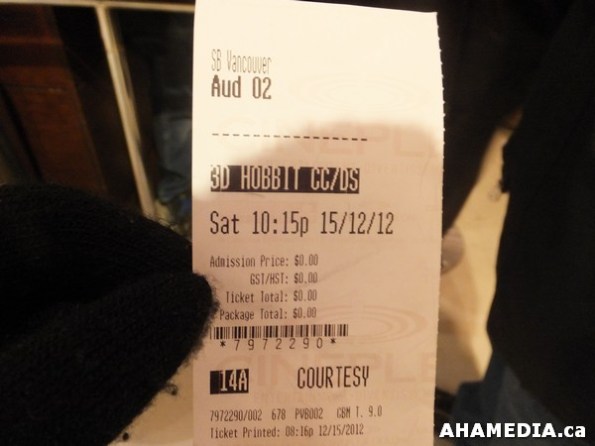 SB Vancouver
Aud 02
--------------------
3D HOBBIT CC/DS
Sat 10:15p 15/12/12
Admission Price: $0.00
GST/HST: $0.00
Ticket Total: $0.00
Package Total: $0.00
*7972290*
14A COURTESY
7972290/002 678 PVB002 GBM T. 9.0
Ticket Printed: 08:16p 12/15/2012
AHAMEDIA.ca